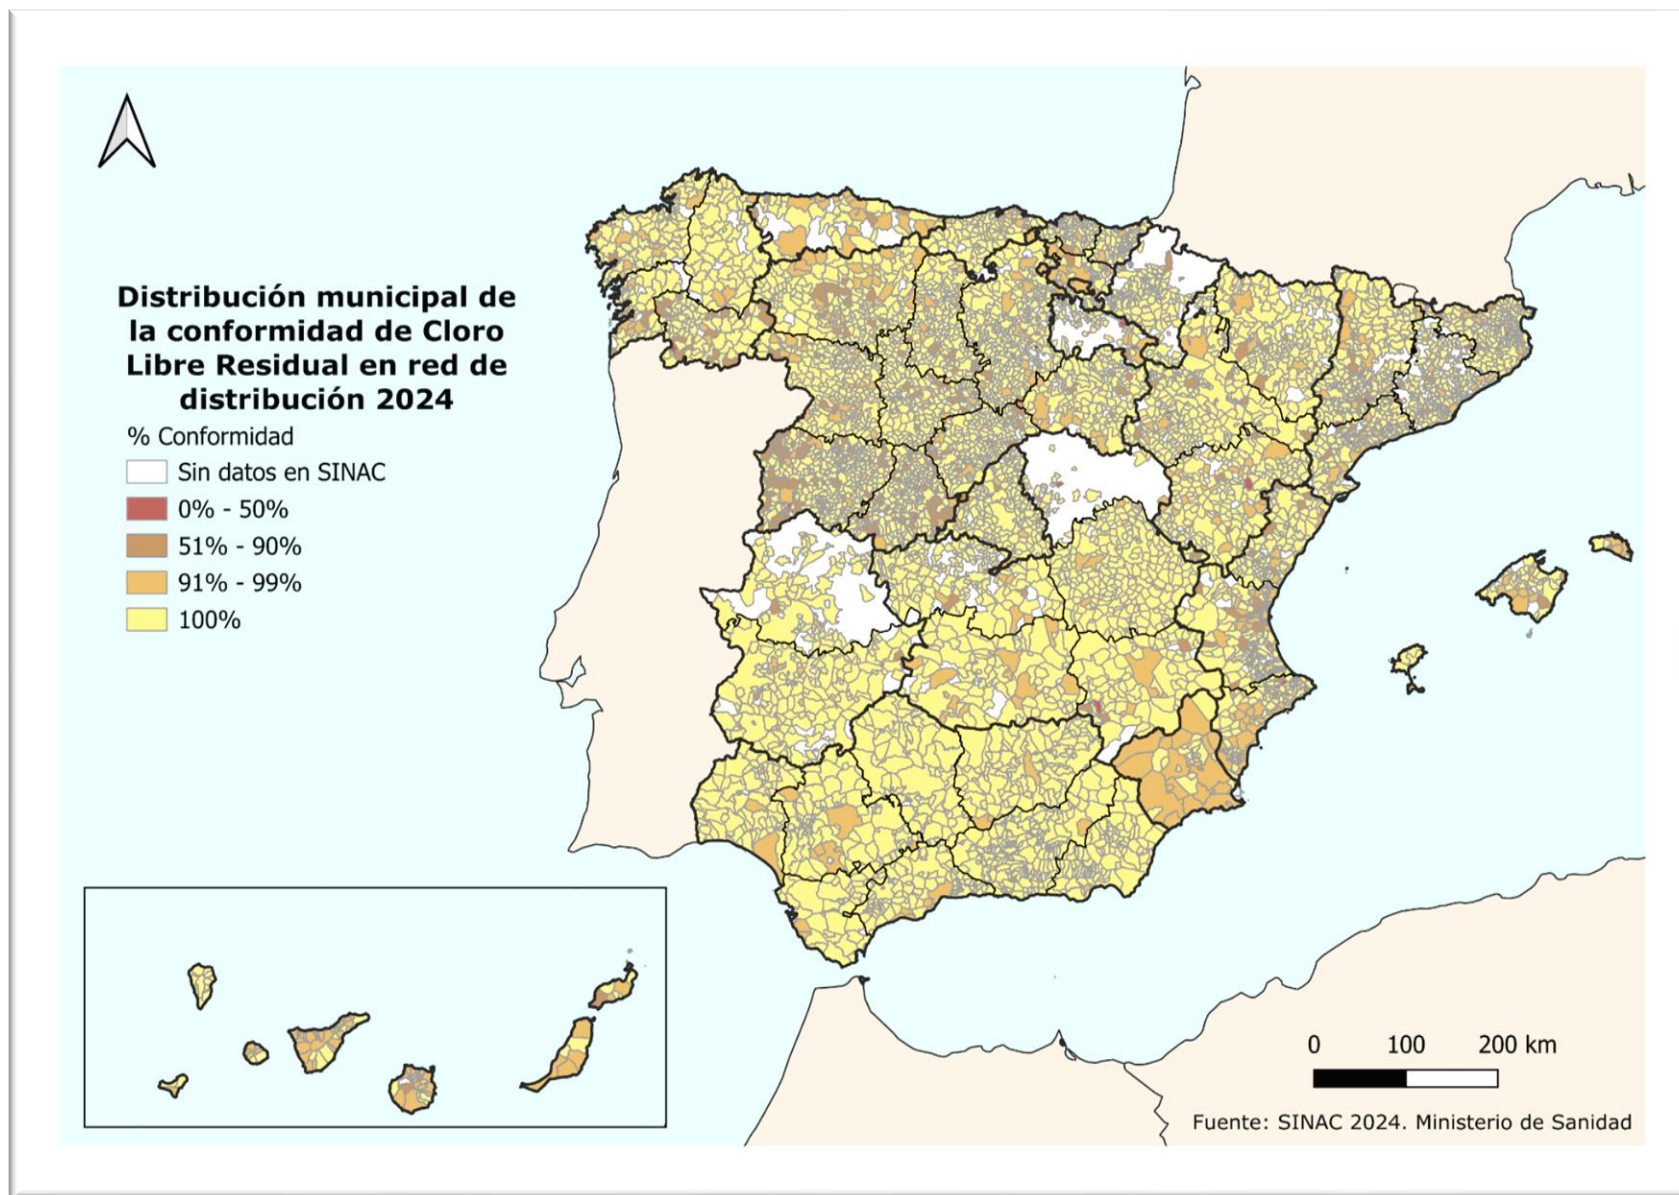 Distribución municipal de
la conformidad de Cloro
Libre Residual en red de
distribución 2024
% Conformidad
Sin datos en SINAC
0% - 50%
51% - 90%
91% - 99%
100%
0 100 200 km
Fuente: SINAC 2024. Ministerio de Sanidad